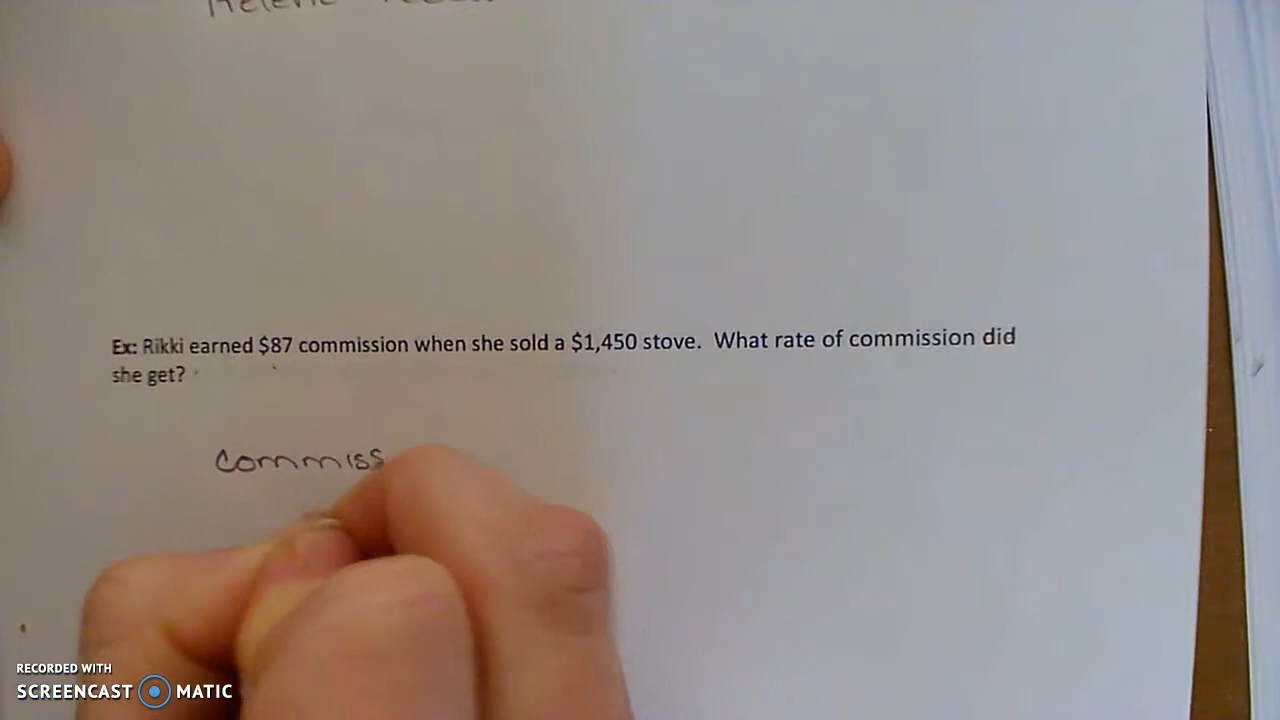 Helene
Ex: Rikki earned $87 commission when she sold a $1,450 stove. What rate of commission did
she get?
commiss
RECORDED WITH
SCREENCAST MATIC